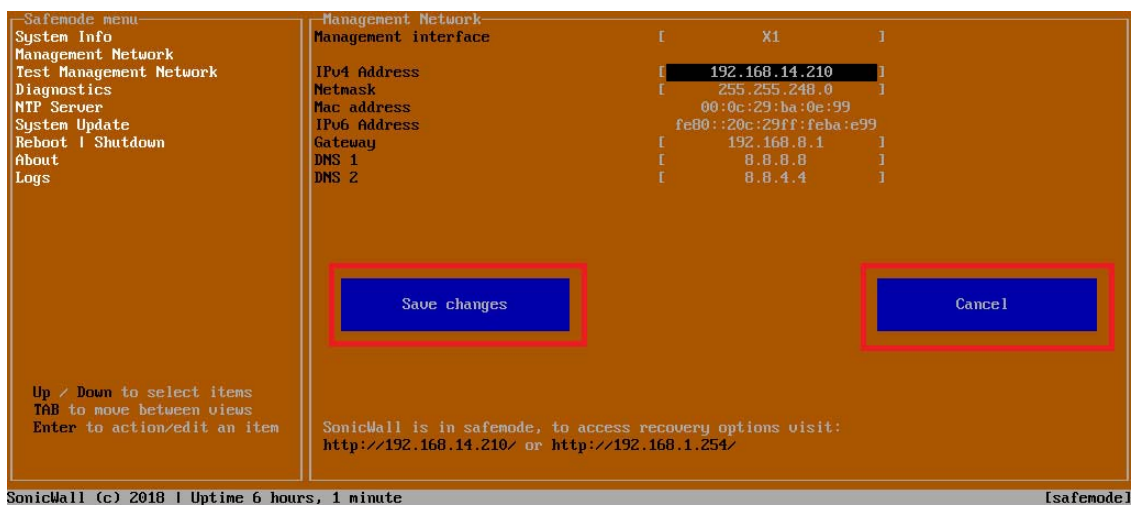 Safemode menu
System Info
Management Network
Test Management Network
Diagnostics
NTP Server
System Update
Reboot | Shutdown
About
Logs
Up / Down to select items
TAB to move between views
Enter to action/edit an item
Management Network
Management interface [ X1 ]
IPv4 Address [ 192.168.14.210 ]
Netmask [ 255.255.248.0 ]
Mac address 00:0c:29:ba:0e:99
IPv6 Address fe80::20c:29ff:feba:e99
Gateway [ 192.168.8.1 ]
DNS 1 [ 8.8.8.8 ]
DNS 2 [ 8.8.4.4 ]
Save changes
Cancel
SonicWall is in safemode, to access recovery options visit:
http://192.168.14.210/ or http://192.168.1.254/
SonicWall (c) 2018 | Uptime 6 hours, 1 minute [safemode]